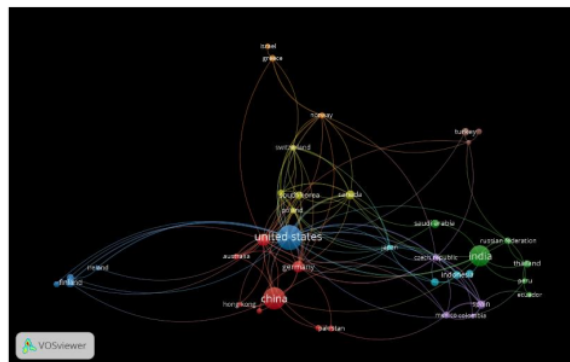 israel
greece
norway
turkey
switzerland
south korea
canada
poland
saudi arabia
united states
russian federation
australia
czech republic
india
germany
thailand
ireland
indonesia
finland
peru
china
ecuador
hong kong
spain
mexico
colombia
pakistan
VOSviewer